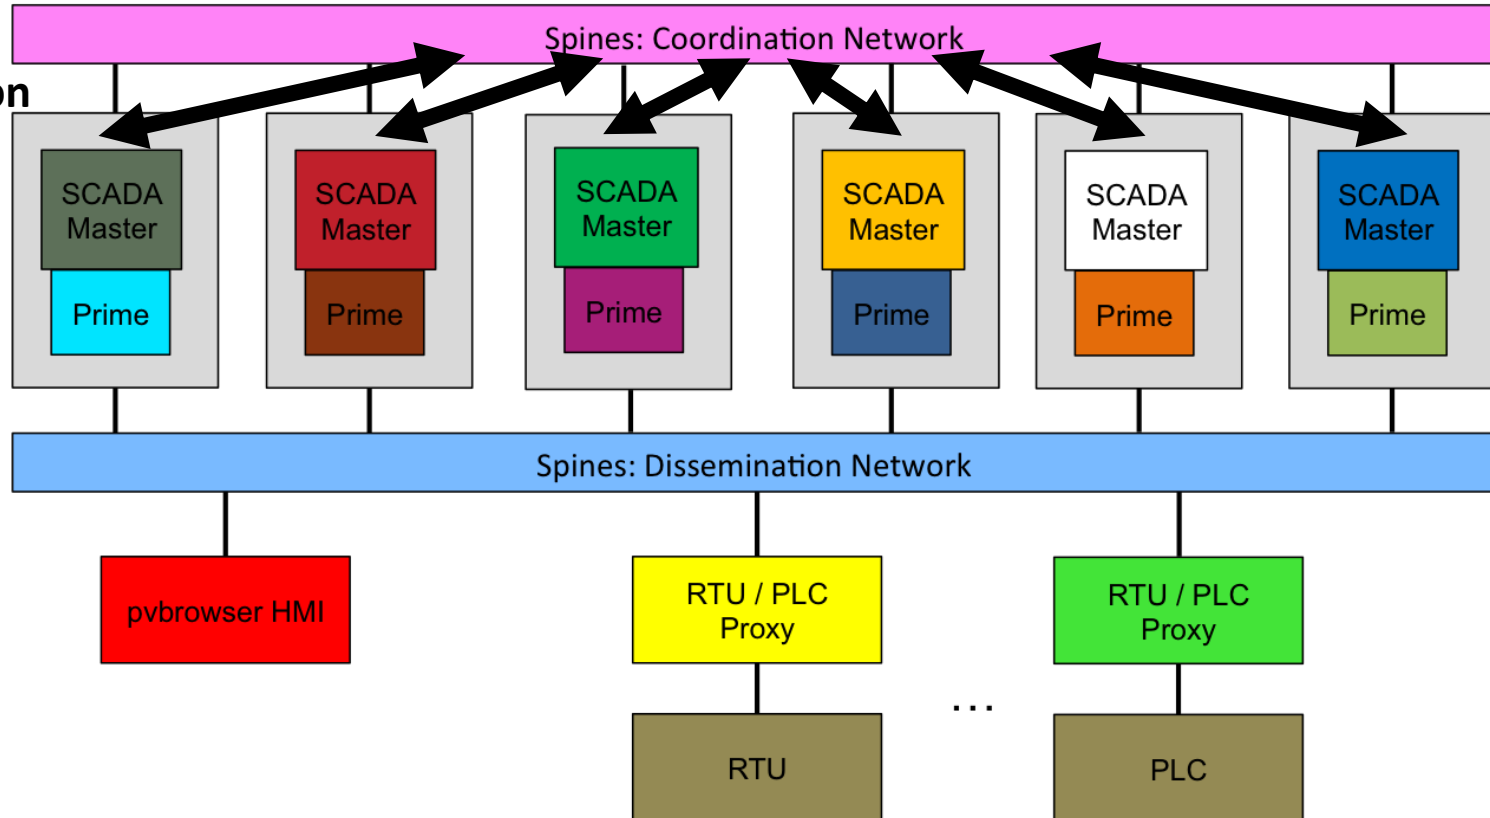 Spines: Coordination Network
on
SCADA
Master
Prime
SCADA
Master
Prime
SCADA
Master
Prime
SCADA
Master
Prime
SCADA
Master
Prime
SCADA
Master
Prime
Spines: Dissemination Network
pvbrowser HMI
RTU / PLC
Proxy
RTU / PLC
Proxy
...
RTU
PLC